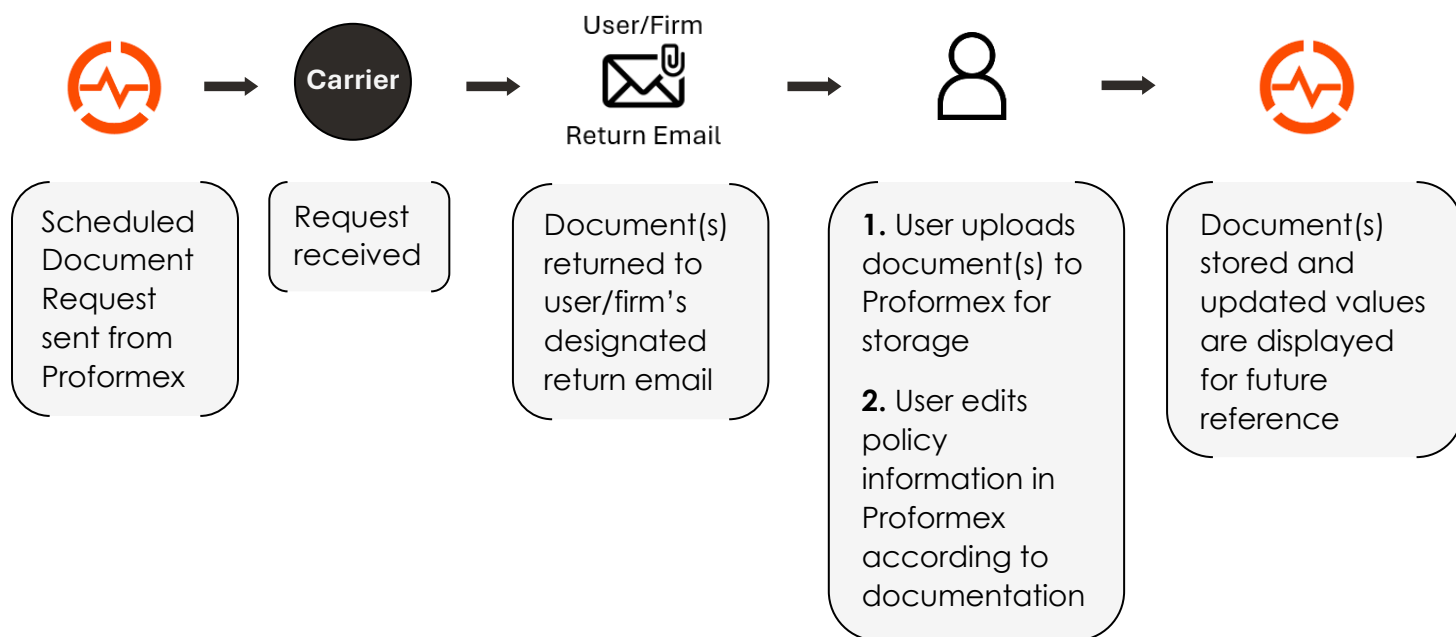 User/Firm
Carrier
Return Email
Scheduled
Document
Request
sent from
Proformex
Request
received
Document(s)
returned to
user/firm’s
designated
return email
1. User uploads
document(s) to
Proformex for
storage
2. User edits
policy
information in
Proformex
according to
documentation
Document(s)
stored and
updated values
are displayed
for future
reference